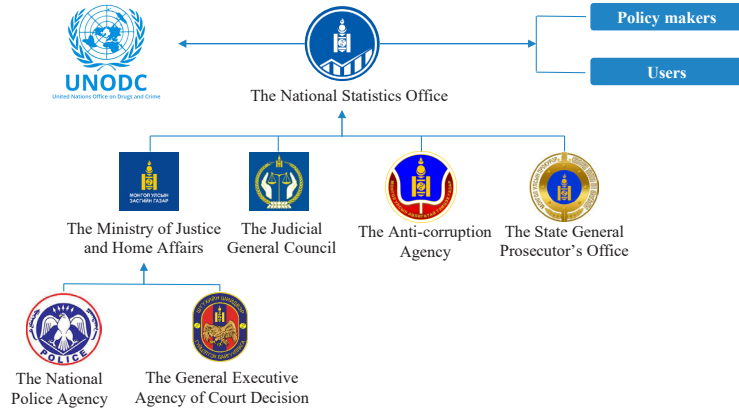 Policy makers
UNODC
United Nations Office on Drugs and Crime
Users
The National Statistics Office
МОНГОЛ УЛСЫН
ЗАСГИЙН ГАЗАР
The Ministry of Justice
and Home Affairs
The Judicial
General Council
The Anti-corruption
Agency
The State General
Prosecutor’s Office
POLICE
The National
Police Agency
The General Executive
Agency of Court Decision